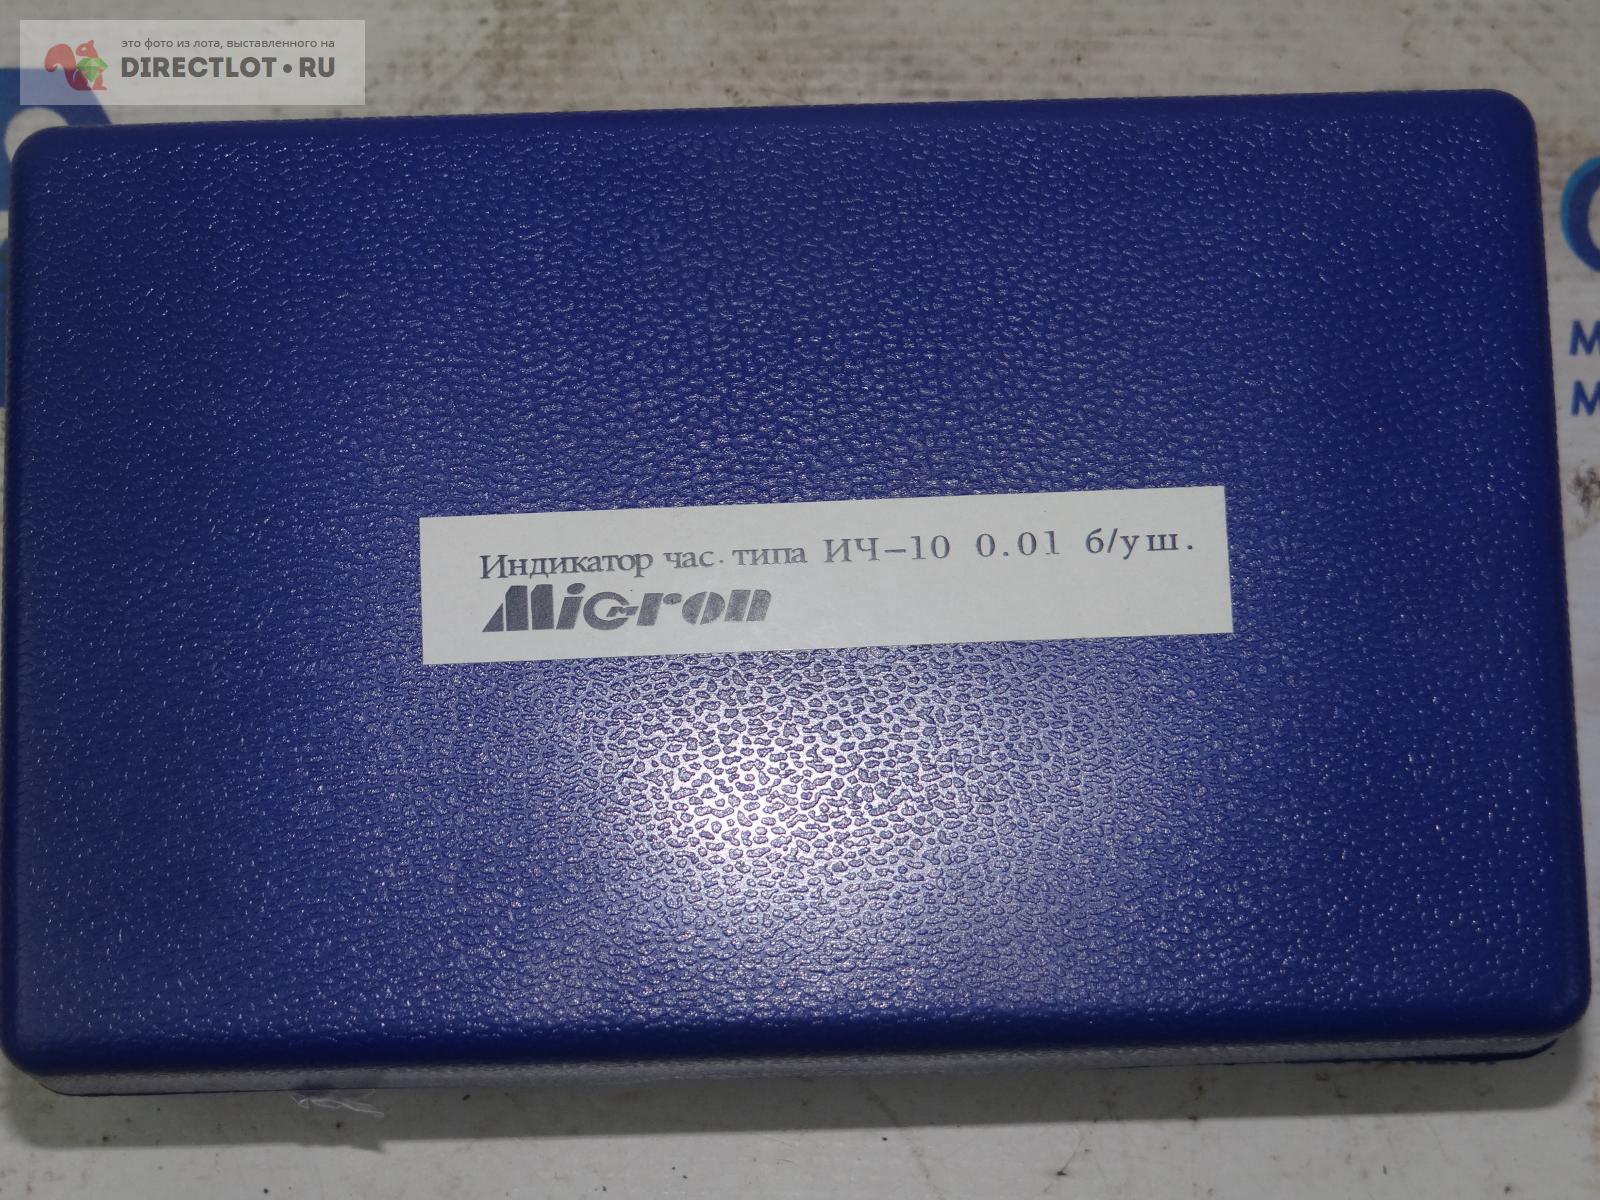 это фото из лота, выставленного на
DIRECTLOT•RU
Индикатор час. типа ИЧ-10 0.01 б/уш.
Micron